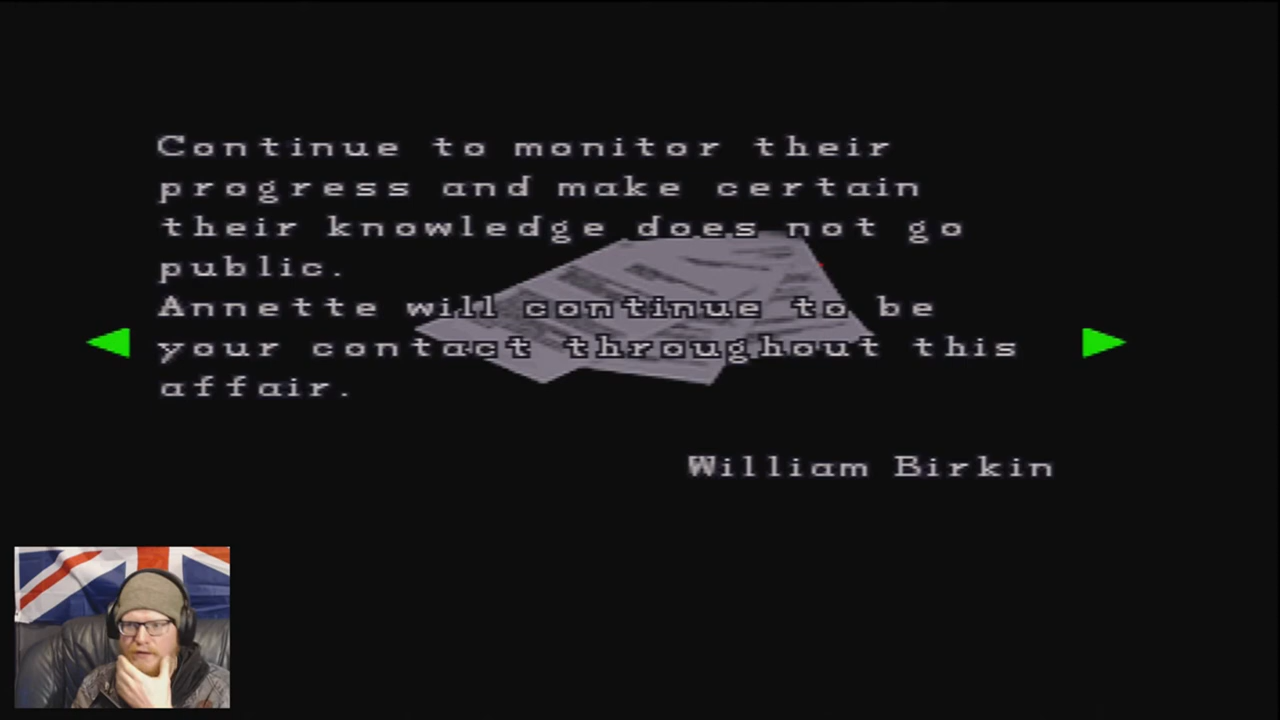 Continue to monitor their
progress and make certain
their knowledge does not go
public.
Annette will continue to be
your contact throughout this
affair.
William Birkin